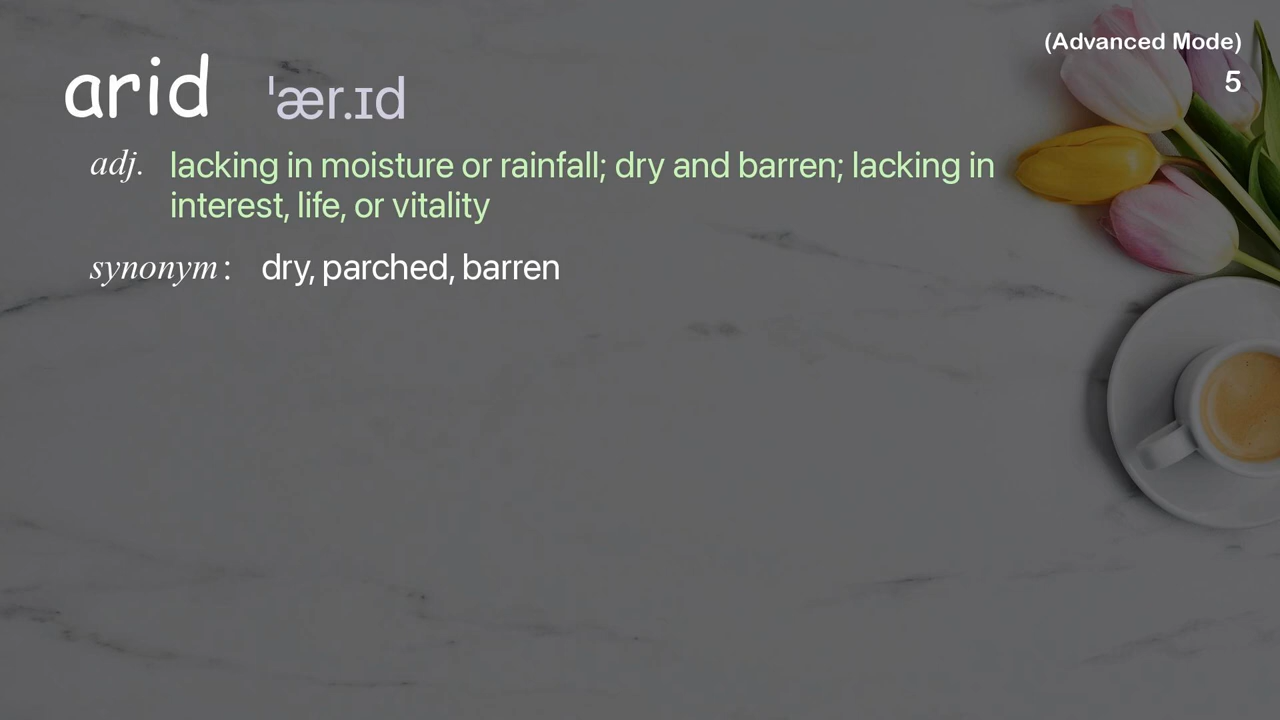 (Advanced Mode)
5
arid ˈær.ɪd
adj. lacking in moisture or rainfall; dry and barren; lacking in
interest, life, or vitality
synonym: dry, parched, barren